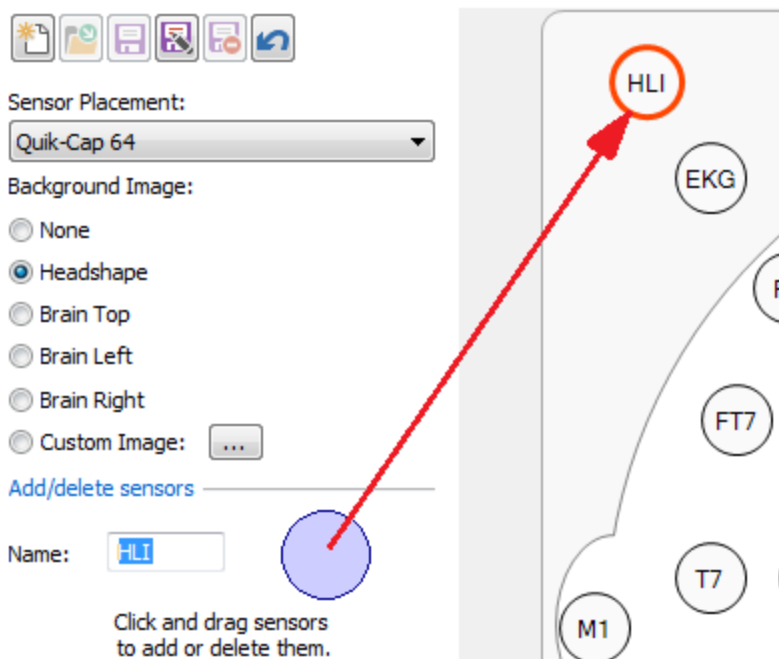 Sensor Placement:
Quik-Cap 64
Background Image:
None
Headshape
Brain Top
Brain Left
Brain Right
Custom Image: ...
Add/delete sensors
Name: HLI
Click and drag sensors
to add or delete them.
HLI
EKG
FT7
T7
M1